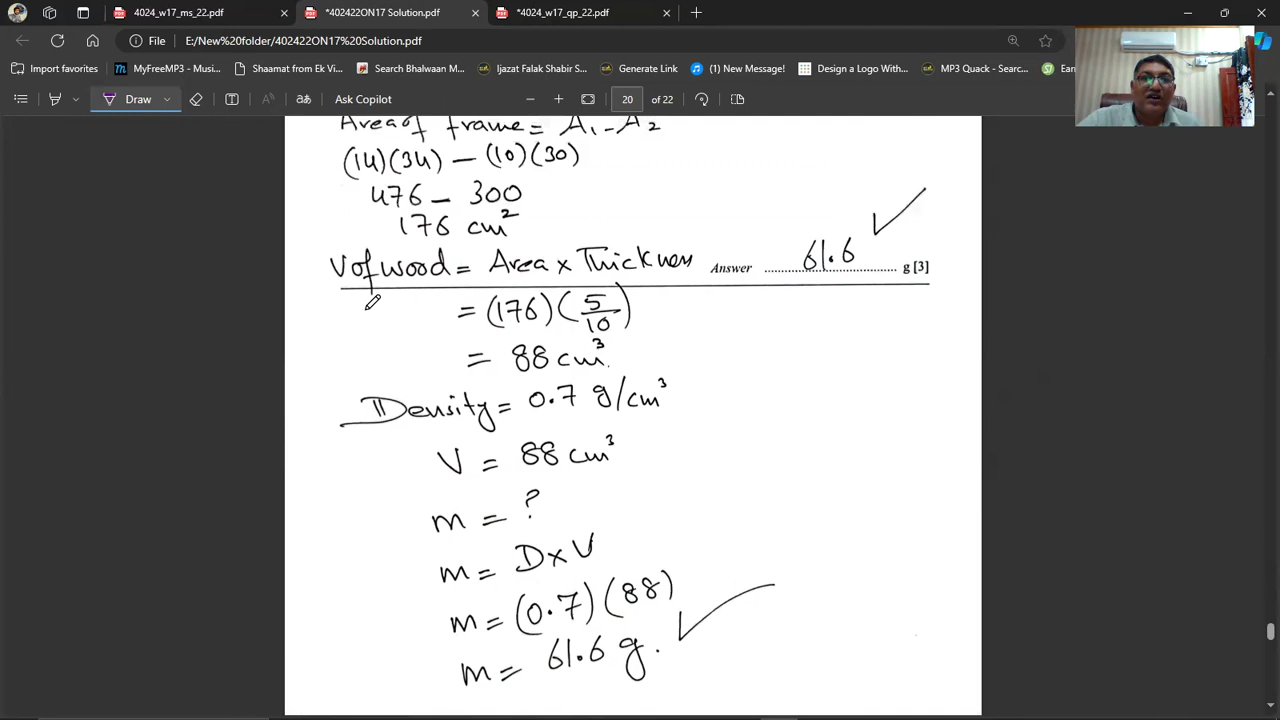 4024_w17_ms_22.pdf
*402422ON17 Solution.pdf
*4024_w17_qp_22.pdf
File
E:/New%20folder/402422ON17%20Solution.pdf
Import favorites
MyFreeMP3 - Musi...
Shaamat from Ek Vi...
Search Bhalwaan M...
Ijazat Falak Shabir S...
Generate Link
(1) New Message!
Design a Logo With...
MP3 Quack - Searc...
Ear
Draw
Ask Copilot
20 of 22
Area of frame = A₁ - A₂
(14)(34) - (10)(30)
476 - 300
176 cm²
V of wood = Area x Thickness
Answer ........ 61.6 ........ g [3]
= (176)(5/10)
= 88 cm³.
Density = 0.7 g/cm³
V = 88 cm³
m = ?
m = D x V
m = (0.7)(88)
m = 61.6 g.